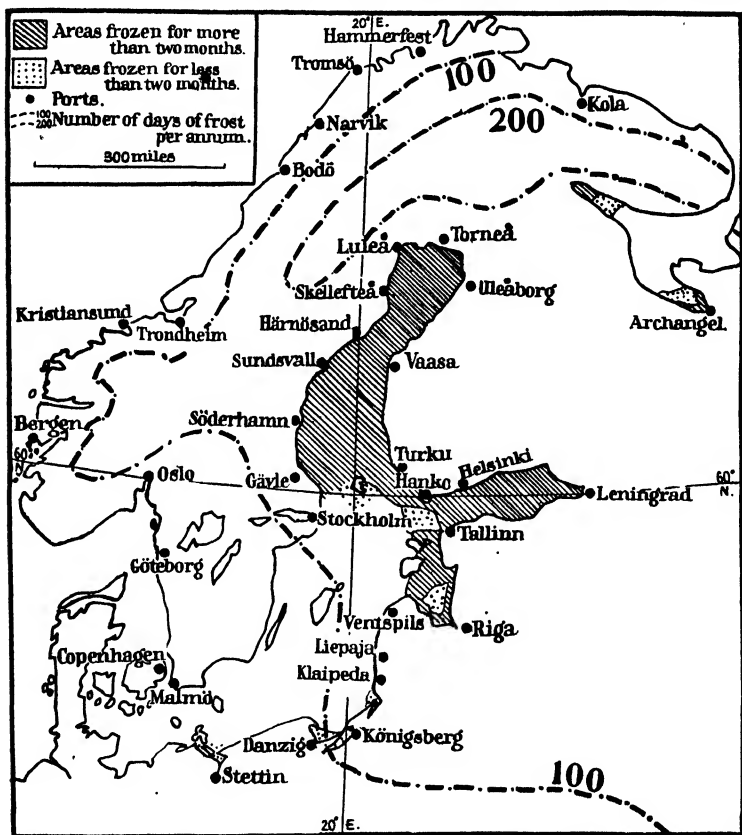 Areas frozen for more
than two months.
Areas frozen for less
than two months.
Ports.
100
200
Number of days of frost
per annum.
300 miles
20° E.
Hammerfest
Tromsö
100
Kola
200
Narvik
Bodö
Luleå
Torneå
Skellefteå
Uleåborg
Kristiansund
Trondheim
Härnösand
Archangel
Sundsvall
Vaasa
Söderhamn
Bergen
Turku
60°
N.
Oslo
Gävle
Hanko
Helsinki
Leningrad
60°
N.
Stockholm
Tallinn
Göteborg
Ventspils
Riga
Liepaja
Copenhagen
Klaipeda
Malmö
Danzig
Königsberg
Stettin
100
20° E.